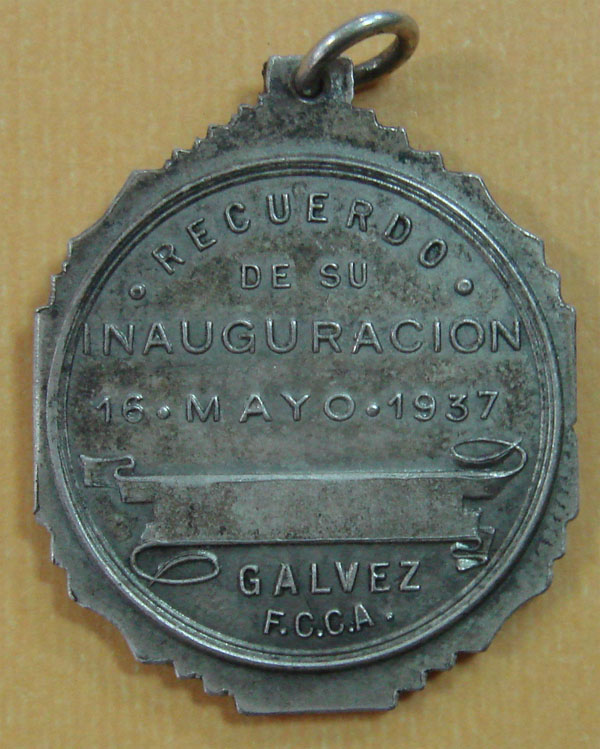 RECUERDO
DE SU
INAUGURACION
16 • MAYO • 1937
GALVEZ
F.C.C.A.